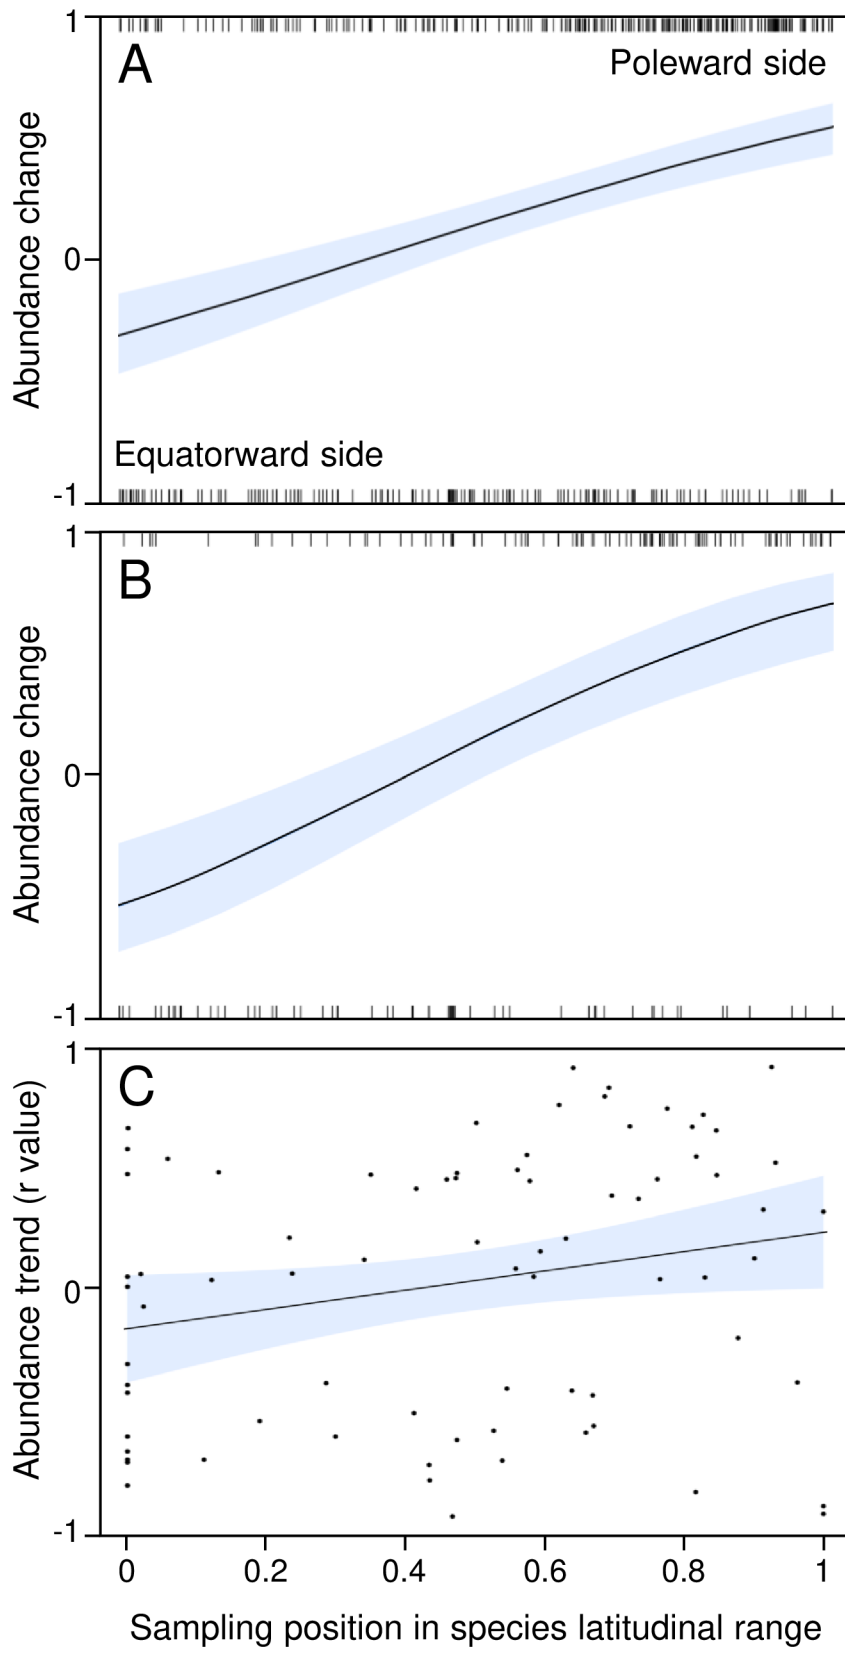 1
A
Poleward side
Abundance change
0
Equatorward side
-1
1
B
Abundance change
0
-1
1
C
Abundance trend (r value)
0
-1
0 0.2 0.4 0.6 0.8 1
Sampling position in species latitudinal range